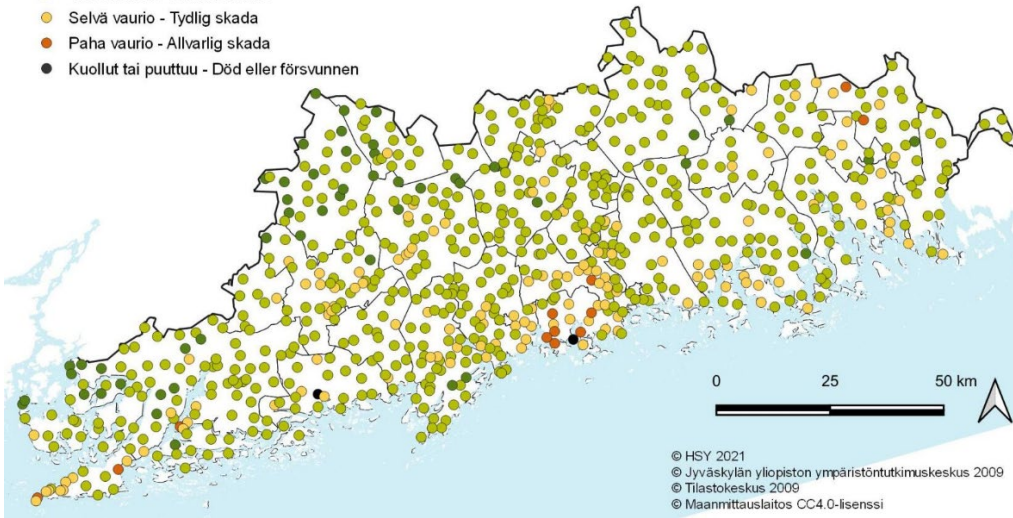 Selvä vaurio - Tydlig skada
Paha vaurio - Allvarlig skada
Kuollut tai puuttuu - Död eller försvunnen
0 25 50 km
© HSY 2021
© Jyväskylän yliopiston ympäristöntutkimuskeskus 2009
© Tilastokeskus 2009
© Maanmittauslaitos CC4.0-lisenssi